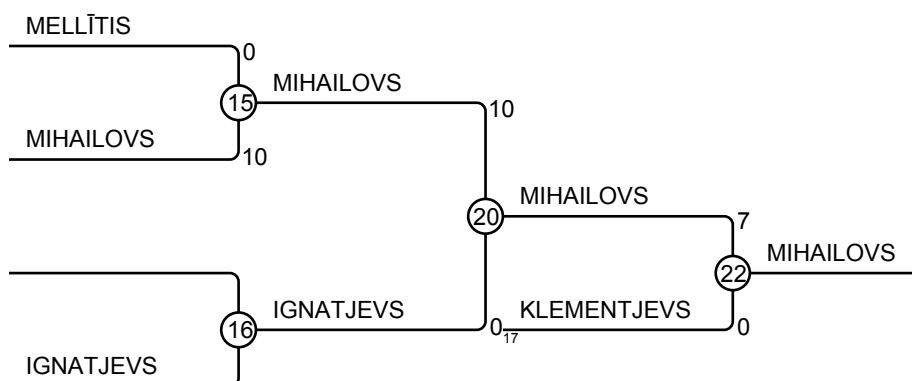 MELLĪTIS
0
15
MIHAILOVS
10
MIHAILOVS
10
20
MIHAILOVS
7
22
MIHAILOVS
16
IGNATJEVS
0
17
KLEMENTJEVS
0
IGNATJEVS